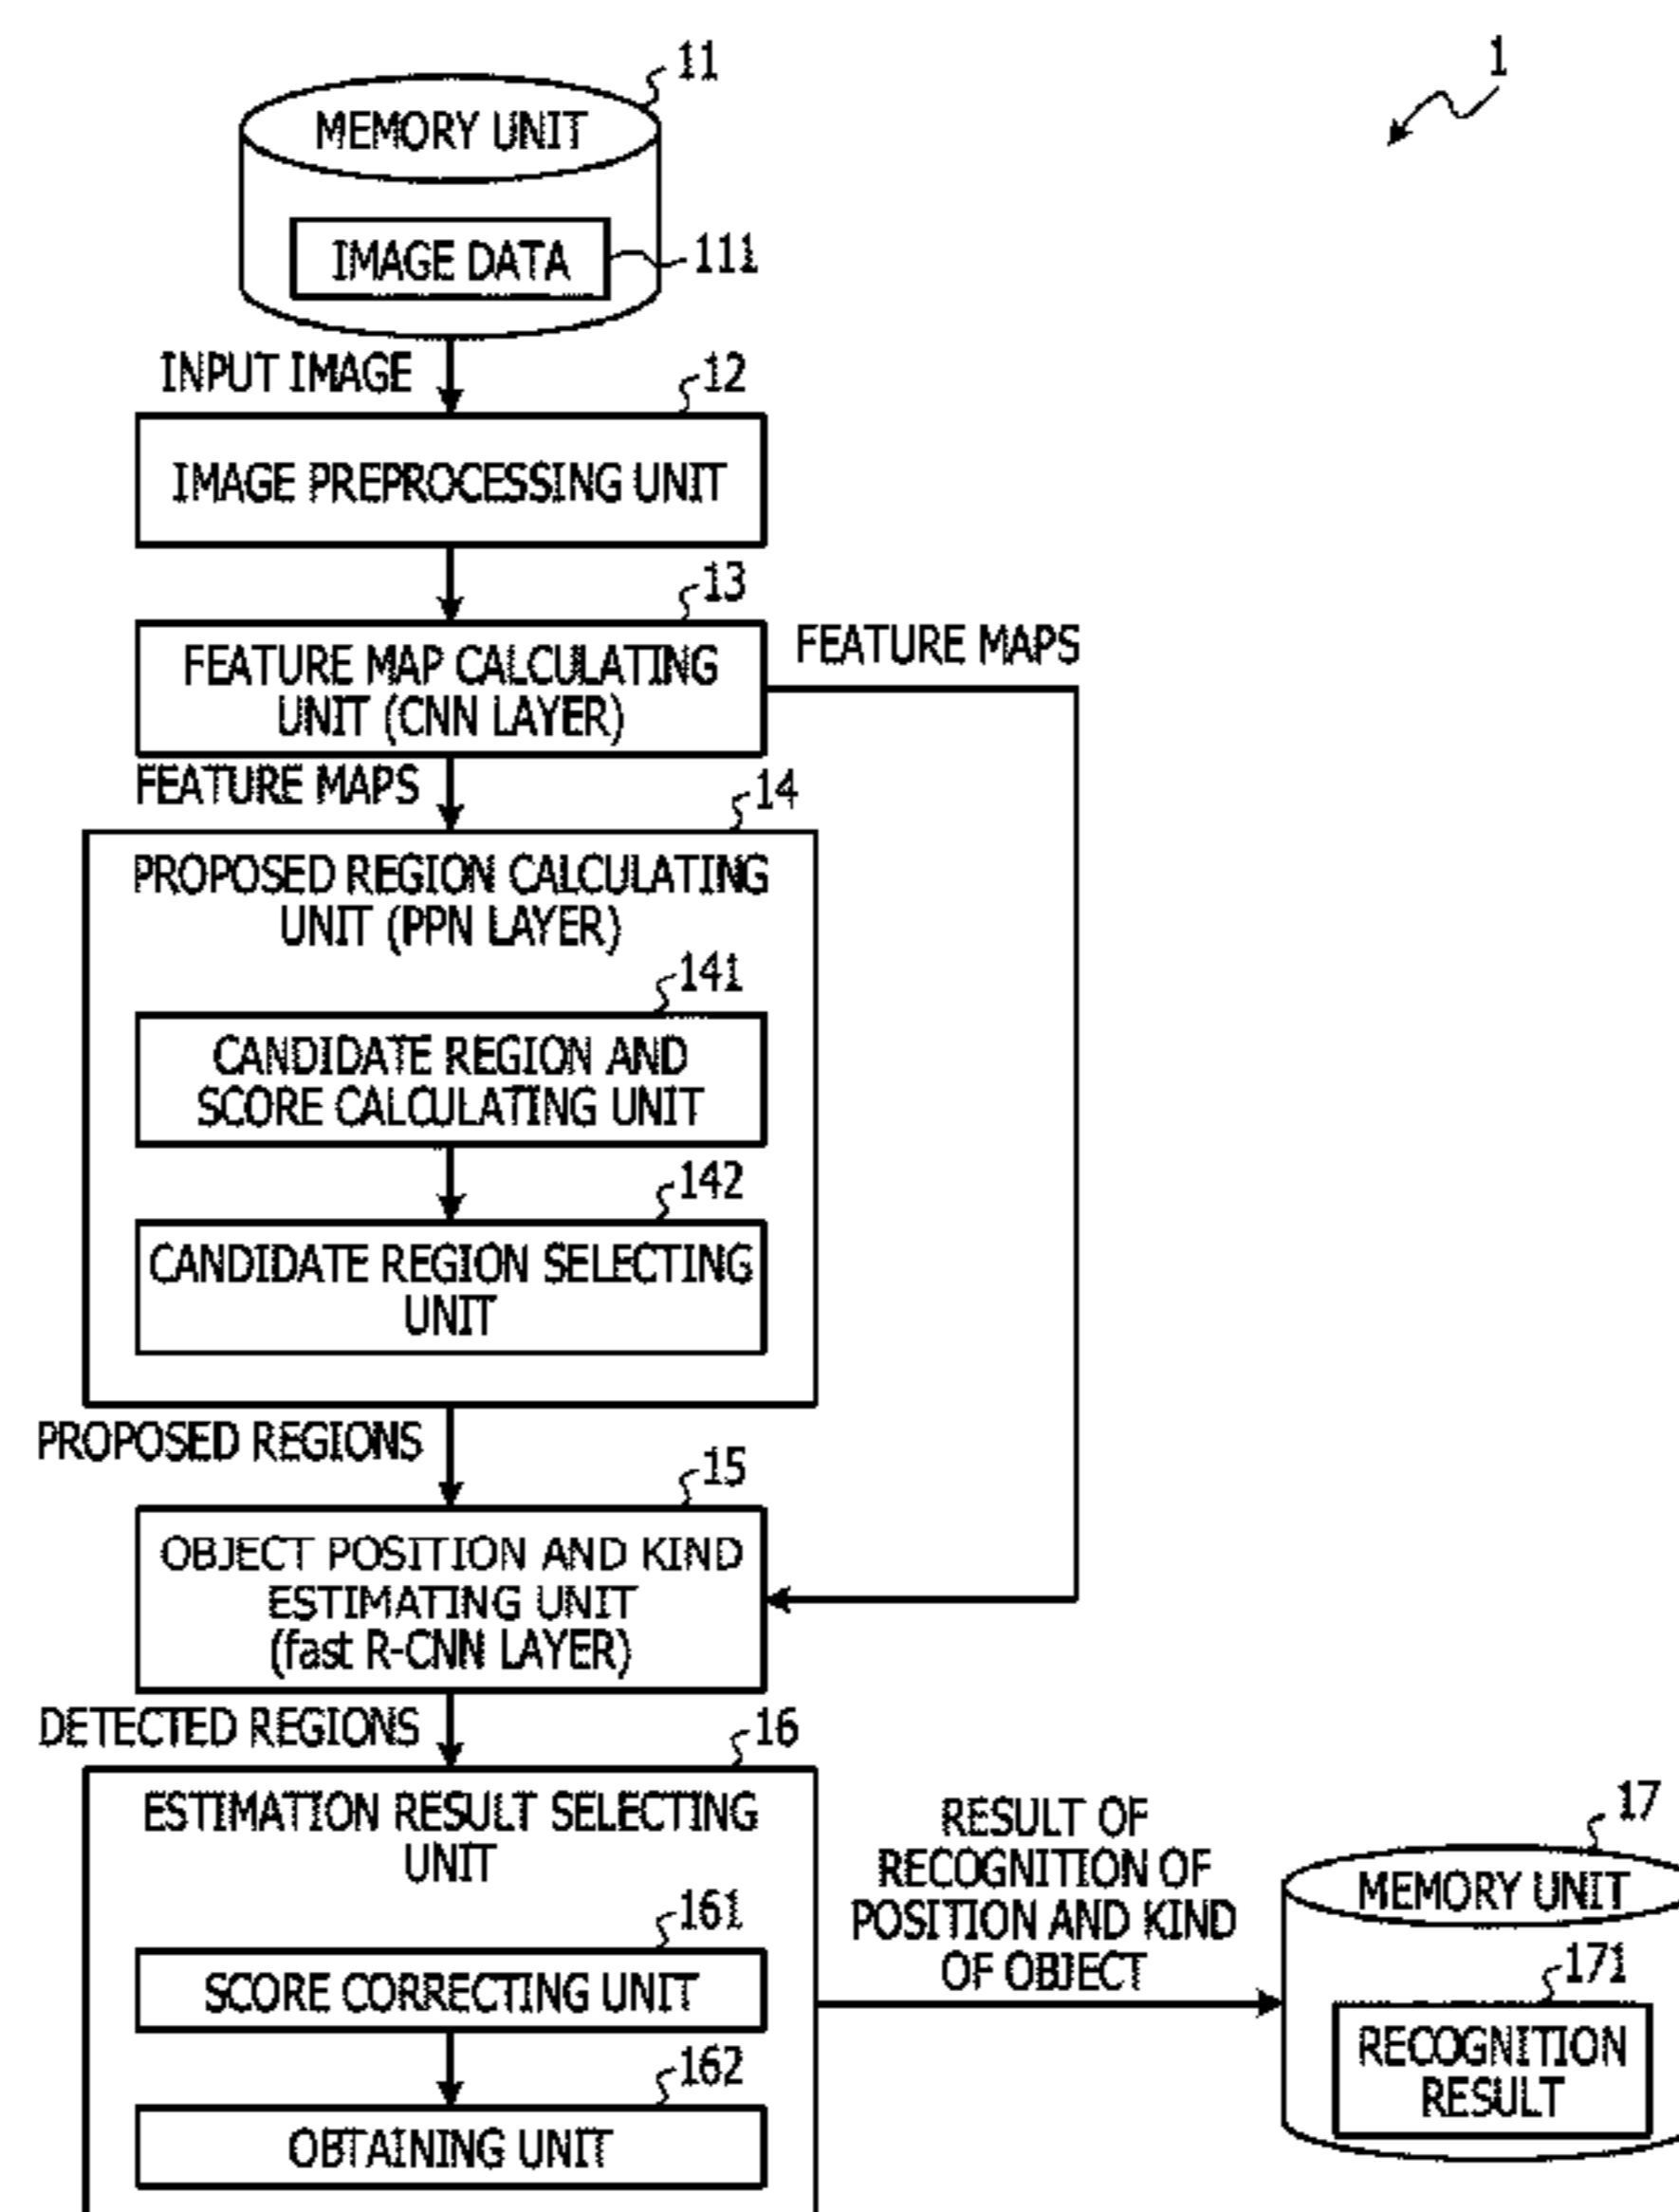 1
11
MEMORY UNIT
IMAGE DATA
111
INPUT IMAGE
12
IMAGE PREPROCESSING UNIT
13
FEATURE MAP CALCULATING
UNIT (CNN LAYER)
FEATURE MAPS
FEATURE MAPS
14
PROPOSED REGION CALCULATING
UNIT (PPN LAYER)
141
CANDIDATE REGION AND
SCORE CALCULATING UNIT
142
CANDIDATE REGION SELECTING
UNIT
PROPOSED REGIONS
15
OBJECT POSITION AND KIND
ESTIMATING UNIT
(fast R-CNN LAYER)
DETECTED REGIONS
16
ESTIMATION RESULT SELECTING
UNIT
161
SCORE CORRECTING UNIT
162
OBTAINING UNIT
RESULT OF
RECOGNITION OF
POSITION AND KIND
OF OBJECT
17
MEMORY UNIT
171
RECOGNITION
RESULT